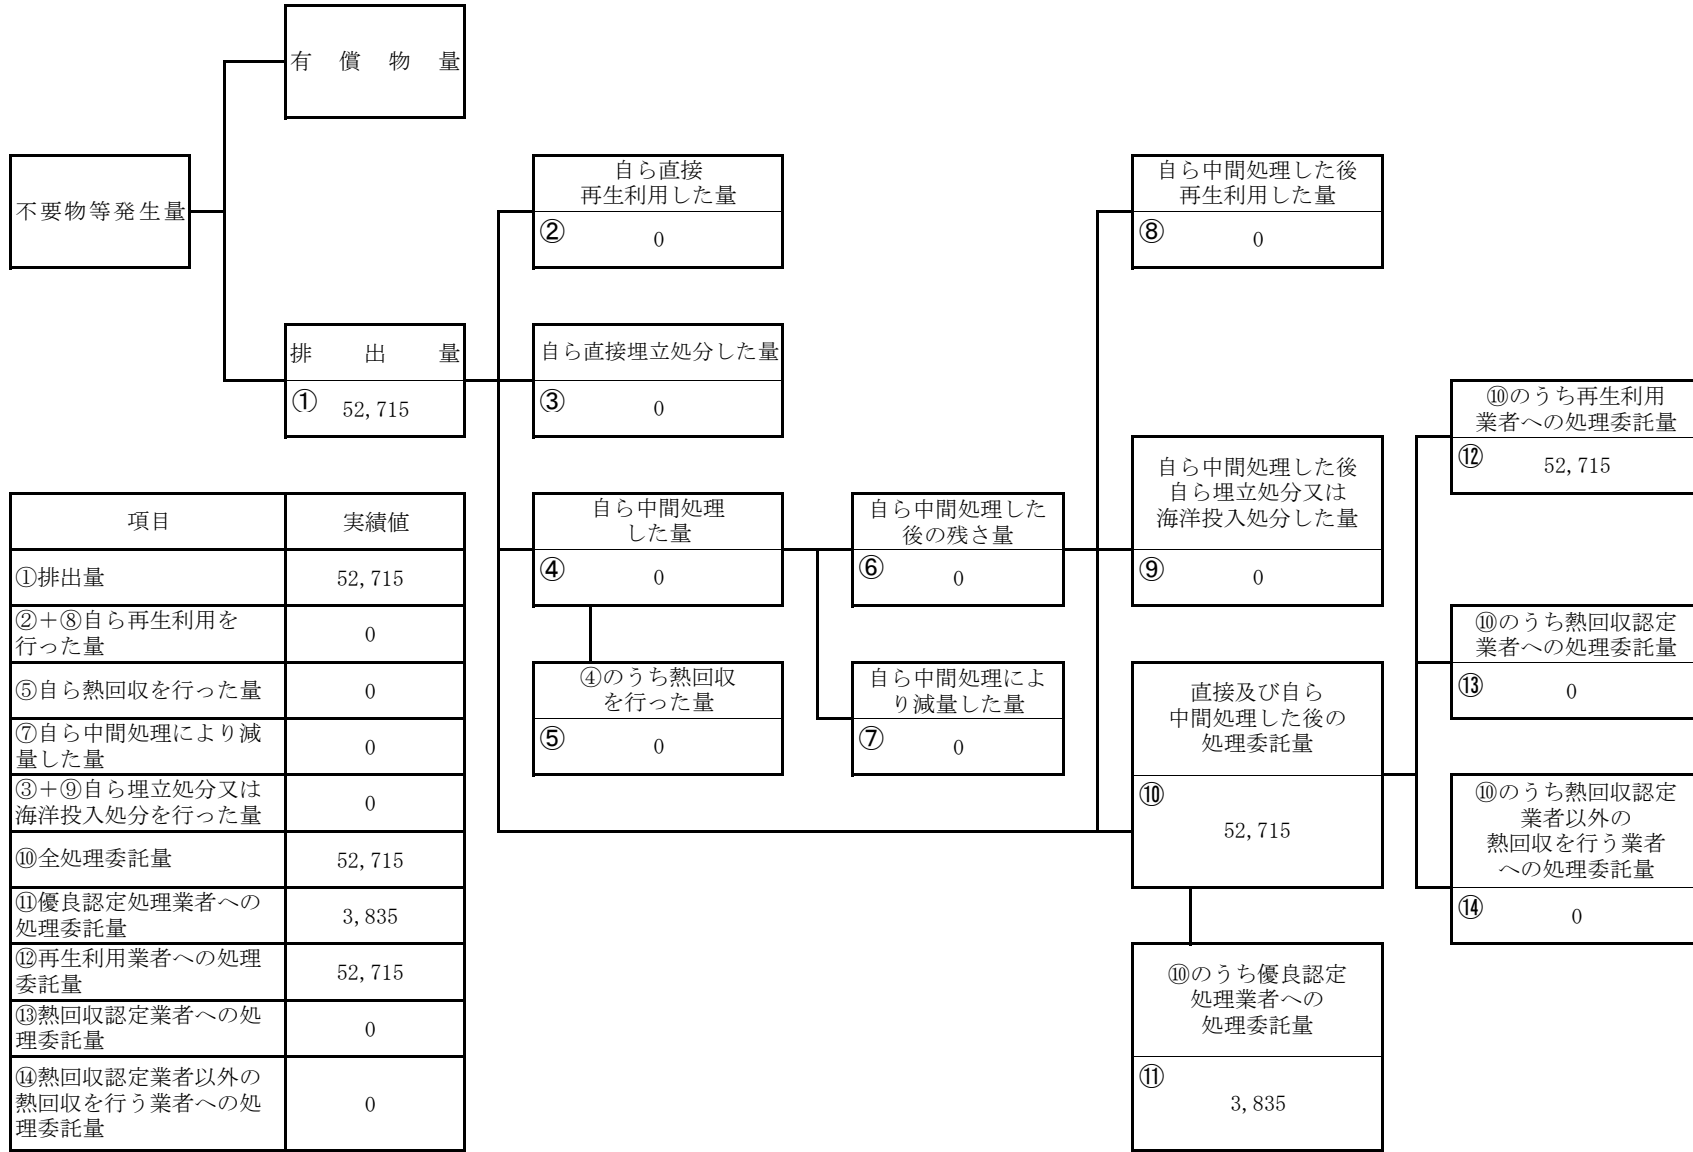 有償物量
不要物等発生量
排出量
① 52,715
自ら直接
再生利用した量
② 0
自ら直接埋立処分した量
③ 0
自ら中間処理
した量
④ 0
④のうち熱回収
を行った量
⑤ 0
自ら中間処理した
後の残さ量
⑥ 0
自ら中間処理によ
り減量した量
⑦ 0
自ら中間処理した後
再生利用した量
⑧ 0
自ら中間処理した後
自ら埋立処分又は
海洋投入処分した量
⑨ 0
直接及び自ら
中間処理した後の
処理委託量
⑩
52,715
⑩のうち優良認定
処理業者への
処理委託量
⑪
3,835
⑩のうち再生利用
業者への処理委託量
⑫ 52,715
⑩のうち熱回収認定
業者への処理委託量
⑬ 0
⑩のうち熱回収認定
業者以外の
熱回収を行う業者
への処理委託量
⑭ 0
項目 実績値
①排出量 52,715
②＋⑧自ら再生利用を
行った量 0
⑤自ら熱回収を行った量 0
⑦自ら中間処理により減
量した量 0
③＋⑨自ら埋立処分又は
海洋投入処分を行った量 0
⑩全処理委託量 52,715
⑪優良認定処理業者への
処理委託量 3,835
⑫再生利用業者への処理
委託量 52,715
⑬熱回収認定業者への処
理委託量 0
⑭熱回収認定業者以外の
熱回収を行う業者への処
理委託量 0